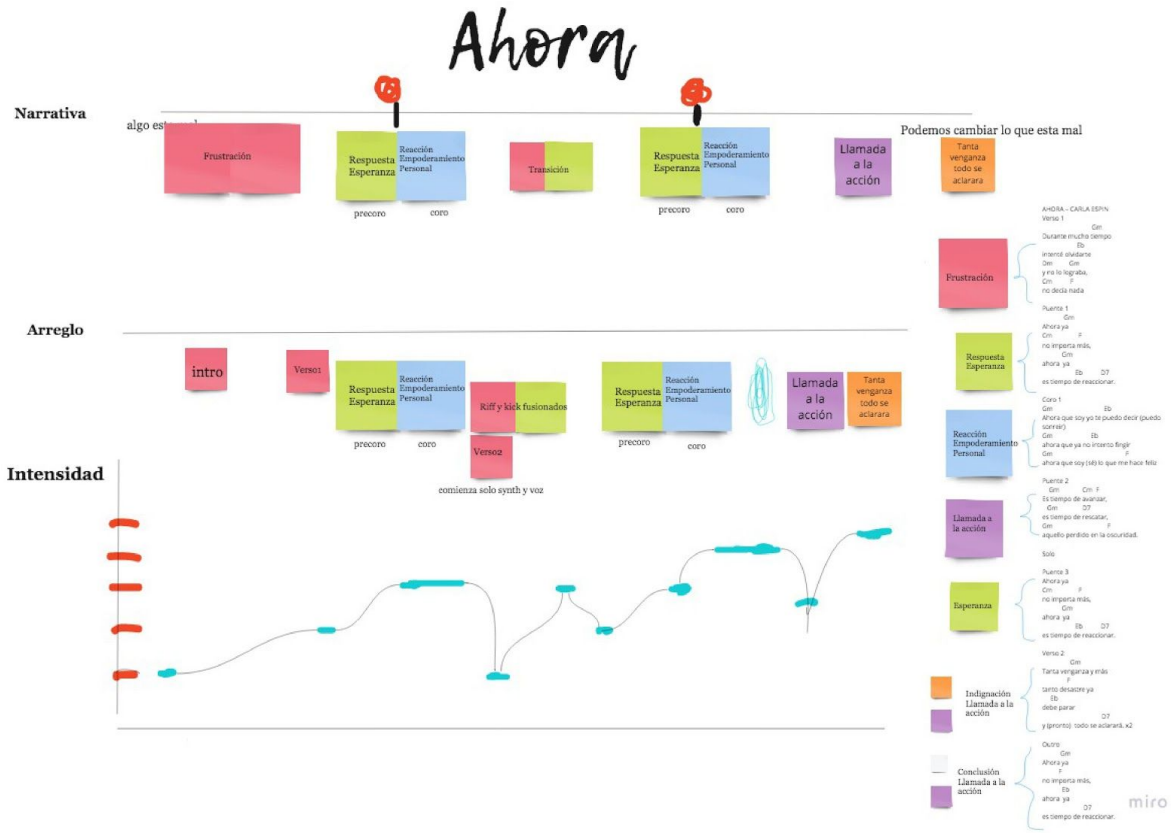 Ahora
Narrativa
algo esta mal
Podemos cambiar lo que esta mal
Frustración
Respuesta
Esperanza
Reacción
Empoderamiento
Personal
precoro
coro
Transición
Respuesta
Esperanza
Reacción
Empoderamiento
Personal
precoro
coro
Llamada
a la
acción
Tanta
venganza
todo se
aclarara
Arreglo
intro
Verso1
Respuesta
Esperanza
Reacción
Empoderamiento
Personal
precoro
coro
Riff y kick fusionados
Verso2
comienza solo synth y voz
Respuesta
Esperanza
Reacción
Empoderamiento
Personal
precoro
coro
Llamada
a la
acción
Tanta
venganza
todo se
aclarara
Intensidad
Frustración
Respuesta
Esperanza
Reacción
Empoderamiento
Personal
Llamada a
la acción
Esperanza
Indignación
Llamada a la
acción
Conclusión
Llamada a la
acción
AHORA - CARLA ESPIN
Verso 1
Gm
Durante mucho tiempo
Eb
intenté olvidarte
Dm Gm
y no lo lograba,
Cm F
no decía nada
Puente 1
Gm
Ahora ya
Cm F
no importa más,
Gm
ahora ya
Eb D7
es tiempo de reaccionar.
Coro 1
Gm Eb
Ahora que soy yo te puedo decir (puedo
sonreir)
Gm Eb
ahora que ya no intento fingir
Gm F
ahora que soy (sé) lo que me hace feliz
Puente 2
Gm Cm F
Es tiempo de avanzar,
Gm D7
es tiempo de rescatar,
Gm F
aquello perdido en la oscuridad.
Solo
Puente 3
Gm
Ahora ya
Cm F
no importa más,
Gm
ahora ya
Eb D7
es tiempo de reaccionar.
Verso 2
Gm
Tanta venganza y más
F
tanto desastre ya
Eb
debe parar
D7
y (pronto) todo se aclarará. x2
Outro
Gm
Ahora ya
F
no importa más,
Eb
ahora ya
D7
es tiempo de reaccionar.
miro